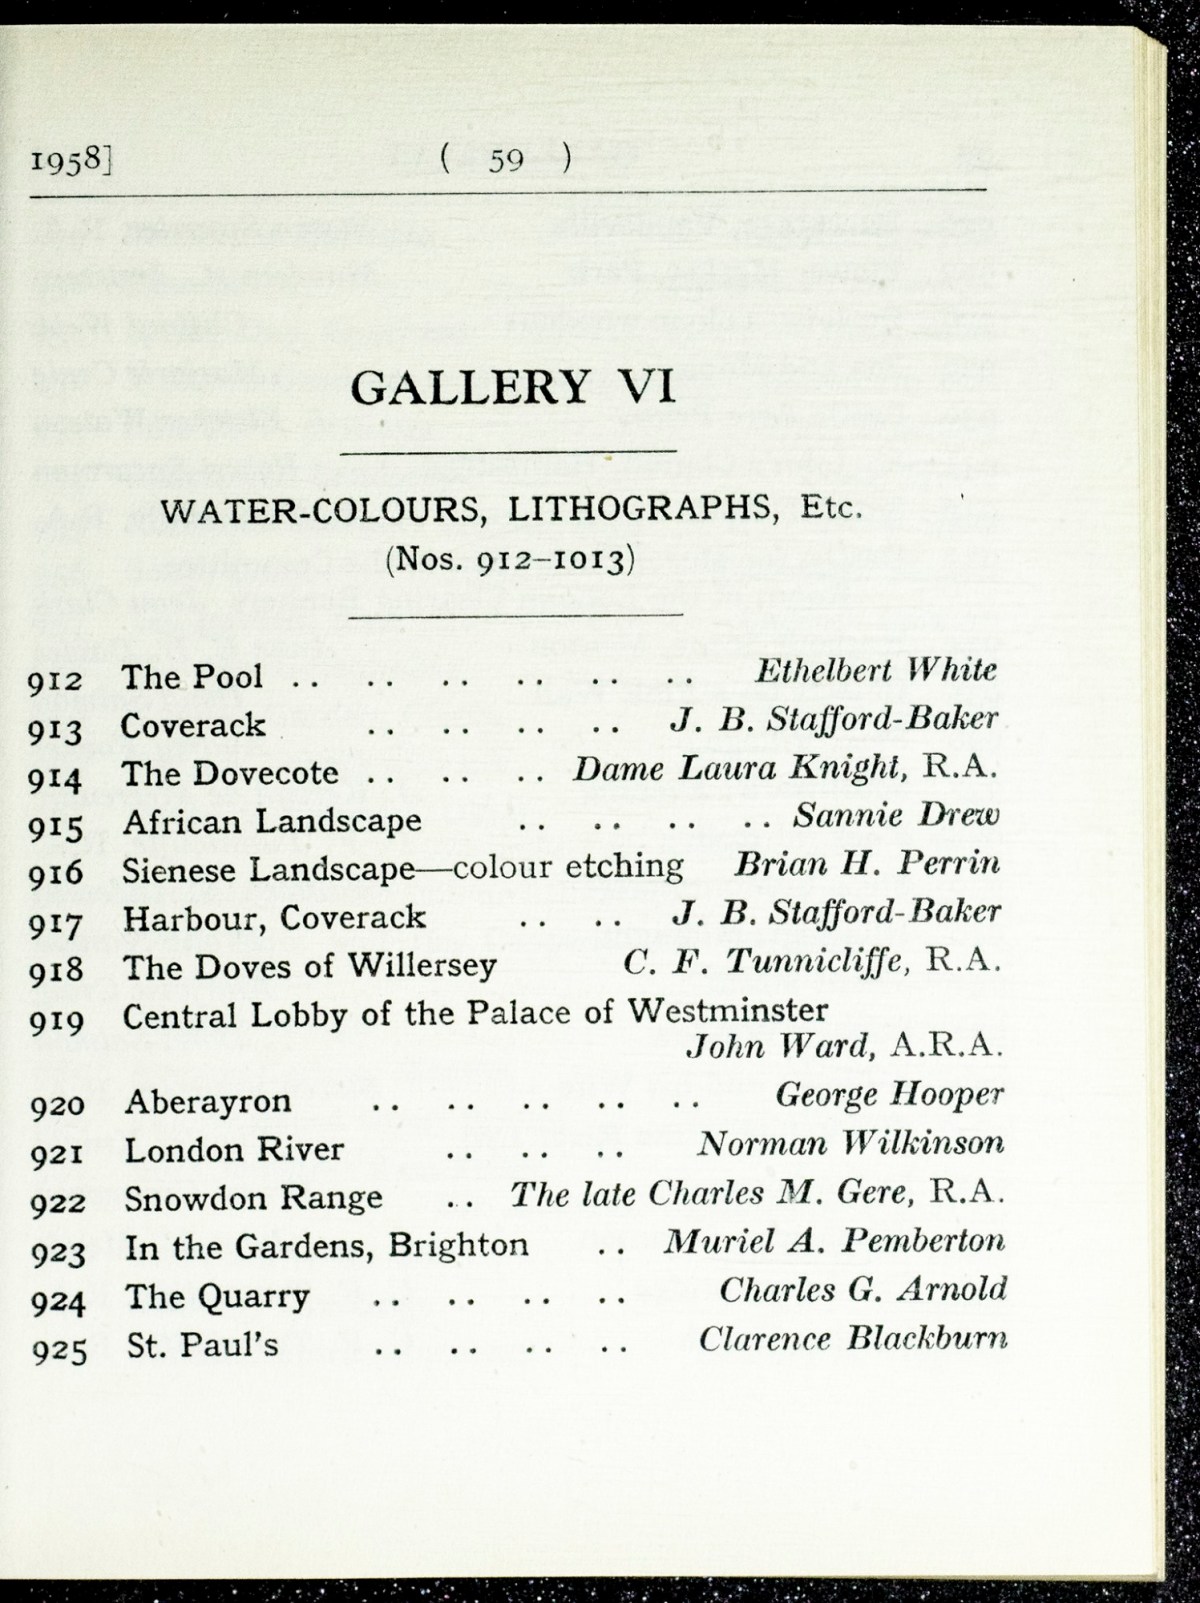 1958] ( 59 )
GALLERY VI
WATER-COLOURS, LITHOGRAPHS, Etc.
(Nos. 912–1013)
912 The Pool .. .. .. .. .. .. Ethelbert White
913 Coverack .. .. .. .. J. B. Stafford-Baker
914 The Dovecote .. .. .. Dame Laura Knight, R.A.
915 African Landscape .. .. .. .. Sannie Drew
916 Sienese Landscape—colour etching Brian H. Perrin
917 Harbour, Coverack .. .. J. B. Stafford-Baker
918 The Doves of Willersey C. F. Tunnicliffe, R.A.
919 Central Lobby of the Palace of Westminster
John Ward, A.R.A.
920 Aberayron .. .. .. .. .. George Hooper
921 London River .. .. .. Norman Wilkinson
922 Snowdon Range .. The late Charles M. Gere, R.A.
923 In the Gardens, Brighton .. Muriel A. Pemberton
924 The Quarry .. .. .. .. Charles G. Arnold
925 St. Paul's .. .. .. .. Clarence Blackburn